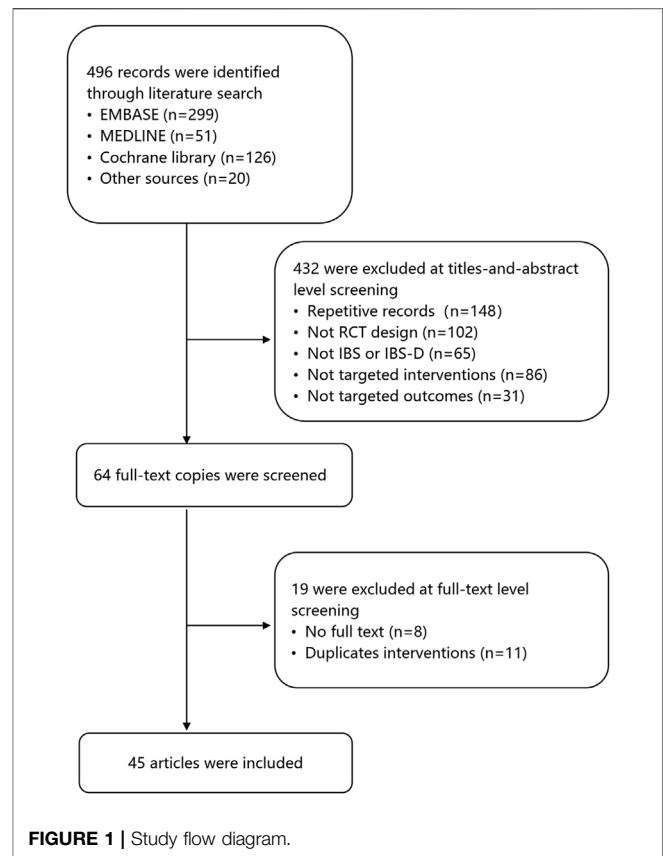 496 records were identified
through literature search
• EMBASE (n=299)
• MEDLINE (n=51)
• Cochrane library (n=126)
• Other sources (n=20)
432 were excluded at titles-and-abstract
level screening
• Repetitive records (n=148)
• Not RCT design (n=102)
• Not IBS or IBS-D (n=65)
• Not targeted interventions (n=86)
• Not targeted outcomes (n=31)
64 full-text copies were screened
19 were excluded at full-text level
screening
• No full text (n=8)
• Duplicates interventions (n=11)
45 articles were included
FIGURE 1 | Study flow diagram.